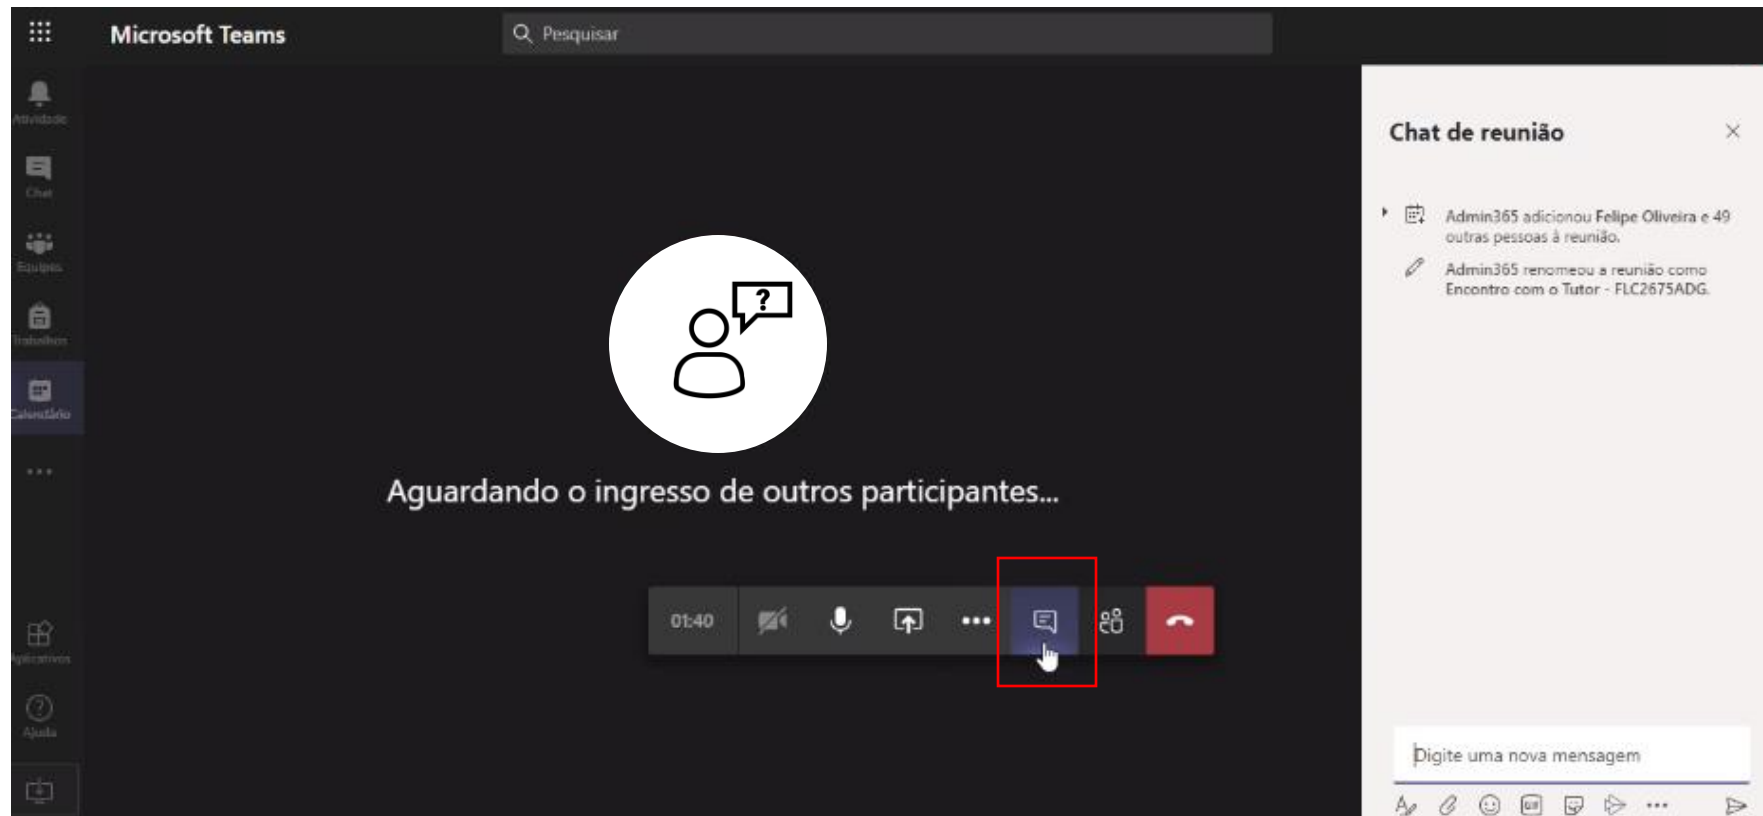 Microsoft Teams
Pesquisar
Atividade
Chat
Equipes
Trabalhos
Calendário
Aplicativos
Ajuda
?
Aguardando o ingresso de outros participantes...
01:40
Chat de reunião
Admin365 adicionou Felipe Oliveira e 49
outras pessoas à reunião.
Admin365 renomeou a reunião como
Encontro com o Tutor - FLC2675ADG.
Digite uma nova mensagem
GIF